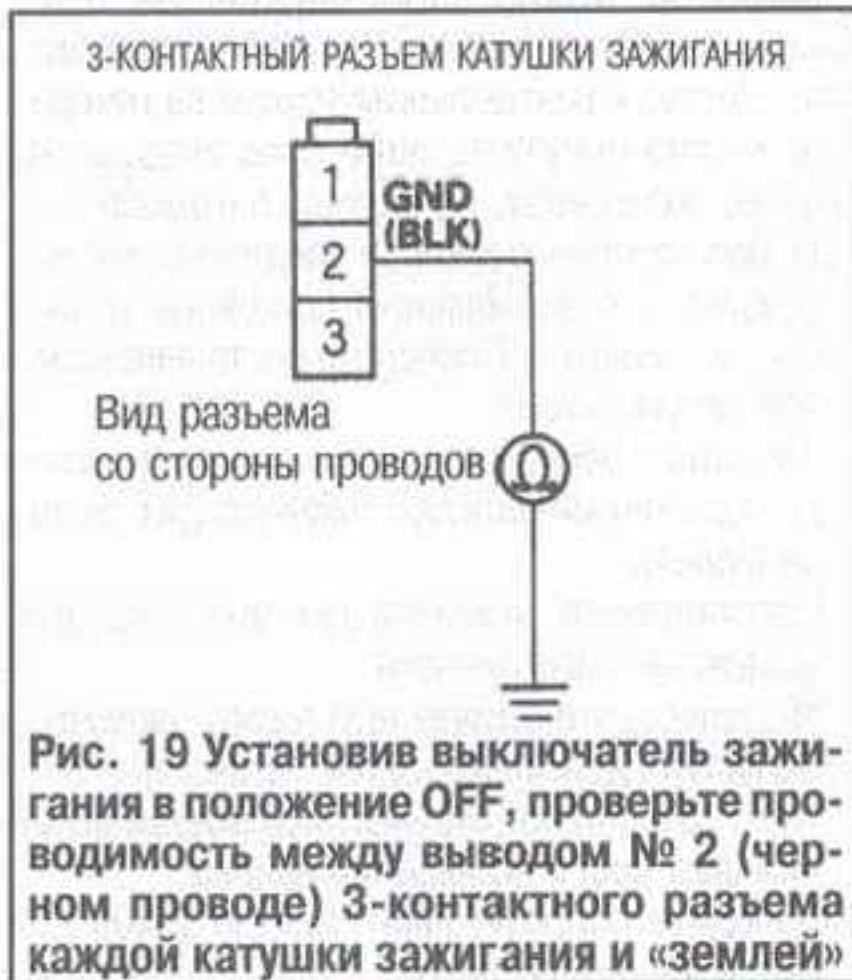 3-КОНТАКТНЫЙ РАЗЪЕМ КАТУШКИ ЗАЖИГАНИЯ
1
GND
(BLK)
2
3
Вид разъема
со стороны проводов
Рис. 19 Установив выключатель зажи-
гания в положение OFF, проверьте про-
водимость между выводом № 2 (чер-
ном проводе) 3-контактного разъема
каждой катушки зажигания и «землей»